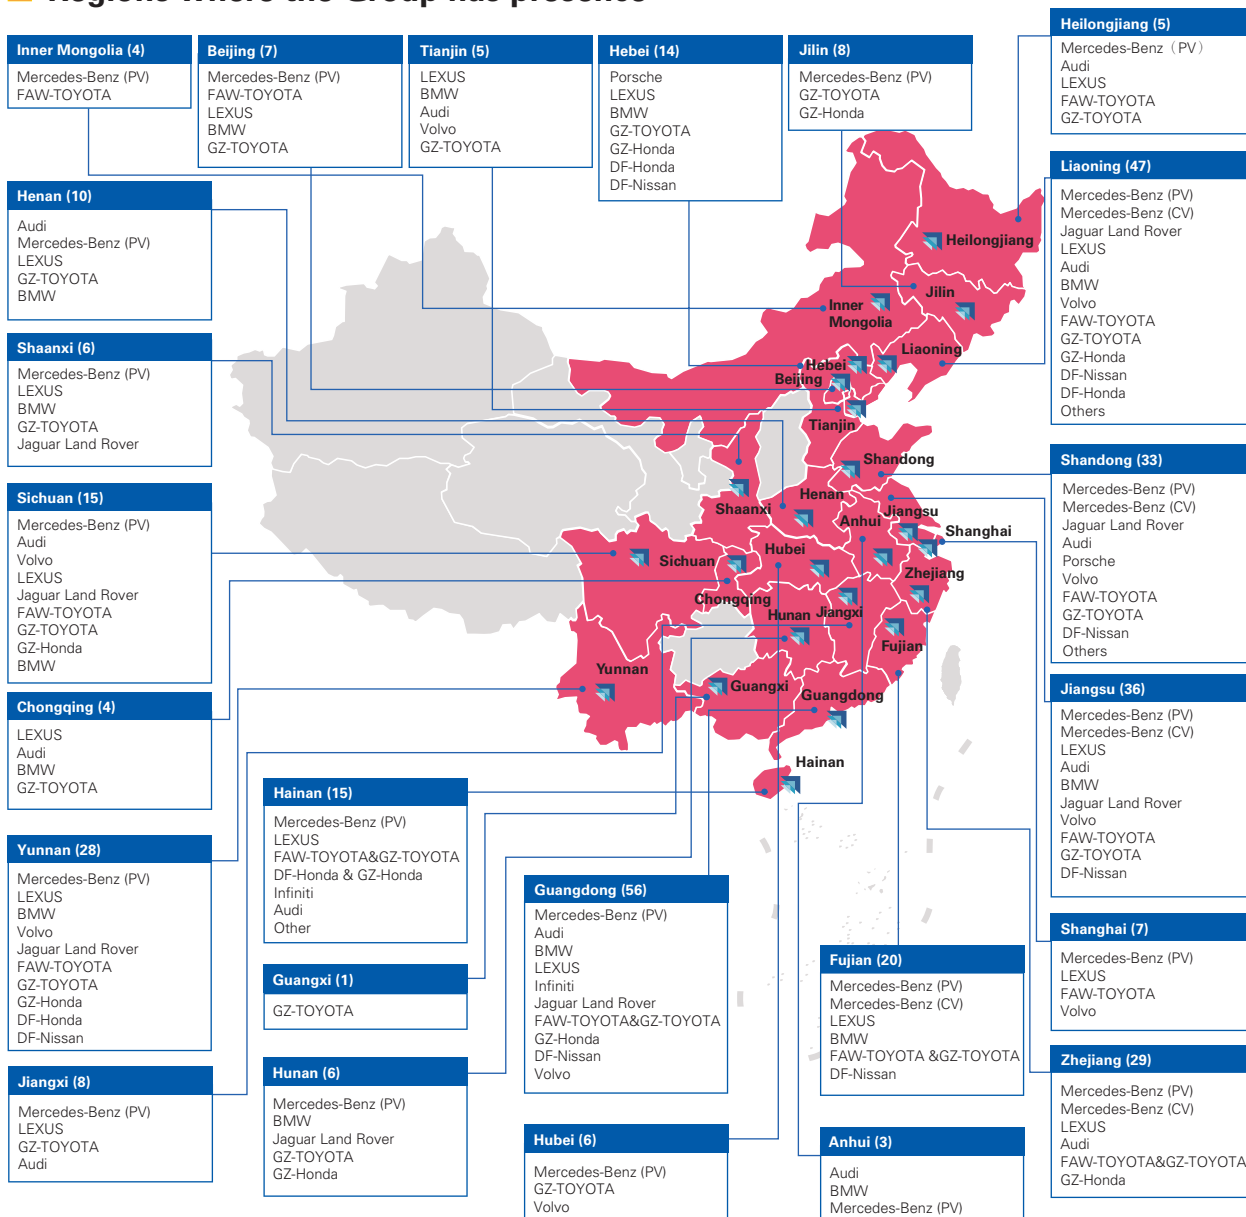 Regions where the Group has presence
Inner Mongolia (4)
Mercedes-Benz (PV)
FAW-TOYOTA
Beijing (7)
Mercedes-Benz (PV)
FAW-TOYOTA
LEXUS
BMW
GZ-TOYOTA
Tianjin (5)
LEXUS
BMW
Audi
Volvo
GZ-TOYOTA
Hebei (14)
Porsche
LEXUS
BMW
GZ-TOYOTA
GZ-Honda
DF-Honda
DF-Nissan
Jilin (8)
Mercedes-Benz (PV)
GZ-TOYOTA
GZ-Honda
Heilongjiang (5)
Mercedes-Benz（PV）
Audi
LEXUS
FAW-TOYOTA
GZ-TOYOTA
Henan (10)
Audi
Mercedes-Benz (PV)
LEXUS
GZ-TOYOTA
BMW
Shaanxi (6)
Mercedes-Benz (PV)
LEXUS
BMW
GZ-TOYOTA
Jaguar Land Rover
Sichuan (15)
Mercedes-Benz (PV)
Audi
Volvo
LEXUS
Jaguar Land Rover
FAW-TOYOTA
GZ-TOYOTA
GZ-Honda
BMW
Chongqing (4)
LEXUS
Audi
BMW
GZ-TOYOTA
Yunnan (28)
Mercedes-Benz (PV)
LEXUS
BMW
Volvo
Jaguar Land Rover
FAW-TOYOTA
GZ-TOYOTA
GZ-Honda
DF-Honda
DF-Nissan
Jiangxi (8)
Mercedes-Benz (PV)
LEXUS
GZ-TOYOTA
Audi
Heilongjiang
Jilin
Inner
Mongolia
Liaoning
Hebei
Beijing
Tianjin
Shandong
Henan
Shaanxi
Jiangsu
Anhui
Shanghai
Hubei
Sichuan
Zhejiang
Chongqing
Hunan
Jiangxi
Fujian
Yunnan
Guangxi
Guangdong
Hainan
Hainan (15)
Mercedes-Benz (PV)
LEXUS
FAW-TOYOTA&GZ-TOYOTA
DF-Honda & GZ-Honda
Infiniti
Audi
Other
Guangxi (1)
GZ-TOYOTA
Hunan (6)
Mercedes-Benz (PV)
BMW
Jaguar Land Rover
GZ-TOYOTA
GZ-Honda
Guangdong (56)
Mercedes-Benz (PV)
Audi
BMW
LEXUS
Infiniti
Jaguar Land Rover
FAW-TOYOTA&GZ-TOYOTA
GZ-Honda
DF-Nissan
Volvo
Hubei (6)
Mercedes-Benz (PV)
GZ-TOYOTA
Volvo
Fujian (20)
Mercedes-Benz (PV)
Mercedes-Benz (CV)
LEXUS
BMW
FAW-TOYOTA &GZ-TOYOTA
DF-Nissan
Anhui (3)
Audi
BMW
Mercedes-Benz (PV)
Liaoning (47)
Mercedes-Benz (PV)
Mercedes-Benz (CV)
Jaguar Land Rover
LEXUS
Audi
BMW
Volvo
FAW-TOYOTA
GZ-TOYOTA
GZ-Honda
DF-Nissan
DF-Honda
Others
Shandong (33)
Mercedes-Benz (PV)
Mercedes-Benz (CV)
Jaguar Land Rover
Audi
Porsche
Volvo
FAW-TOYOTA
GZ-TOYOTA
DF-Nissan
Others
Jiangsu (36)
Mercedes-Benz (PV)
Mercedes-Benz (CV)
LEXUS
Audi
BMW
Jaguar Land Rover
Volvo
FAW-TOYOTA
GZ-TOYOTA
DF-Nissan
Shanghai (7)
Mercedes-Benz (PV)
LEXUS
FAW-TOYOTA
Volvo
Zhejiang (29)
Mercedes-Benz (PV)
Mercedes-Benz (CV)
LEXUS
Audi
FAW-TOYOTA&GZ-TOYOTA
GZ-Honda